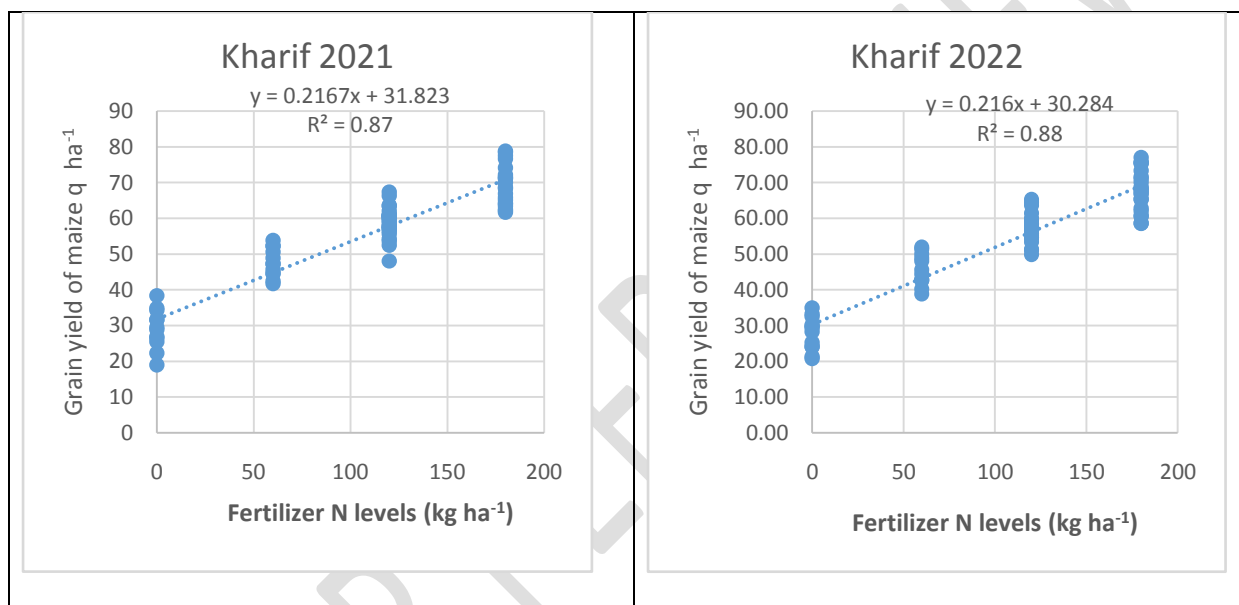 Kharif 2021
y = 0.2167x + 31.823
R² = 0.87
90
80
70
60
50
40
30
20
10
0
0 50 100 150 200
Grain yield of maize q ha⁻¹
Fertilizer N levels (kg ha⁻¹)
Kharif 2022
y = 0.216x + 30.284
R² = 0.88
90.00
80.00
70.00
60.00
50.00
40.00
30.00
20.00
10.00
0.00
0 50 100 150 200
Grain yield of maize q ha⁻¹
Fertilizer N levels (kg ha⁻¹)